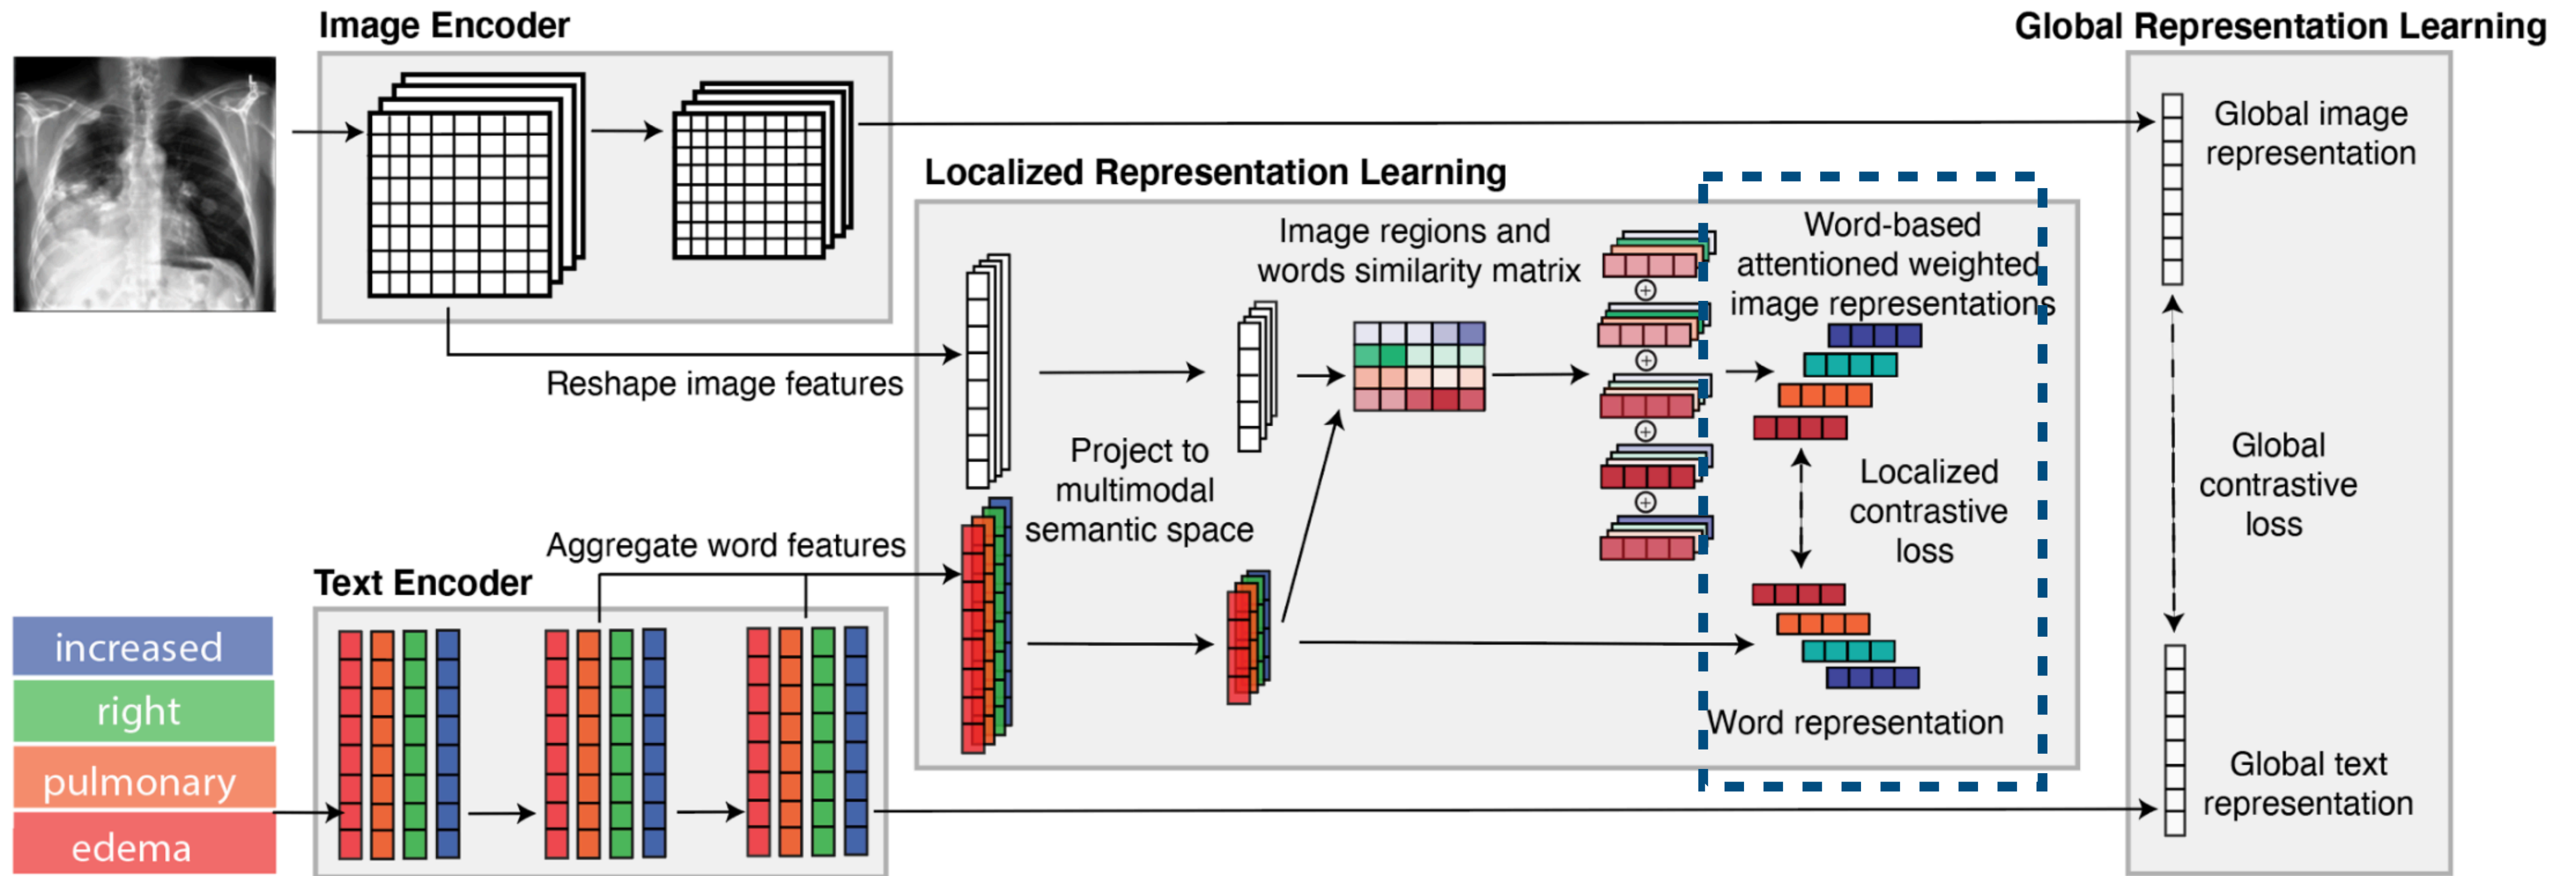 Image Encoder
Global Representation Learning
L
Global image
representation
Localized Representation Learning
Image regions and
words similarity matrix
Word-based
attentioned weighted
image representations
Reshape image features
Project to
multimodal
semantic space
Localized
contrastive
loss
Global
contrastive
loss
Aggregate word features
Text Encoder
increased
right
pulmonary
edema
Word representation
Global text
representation